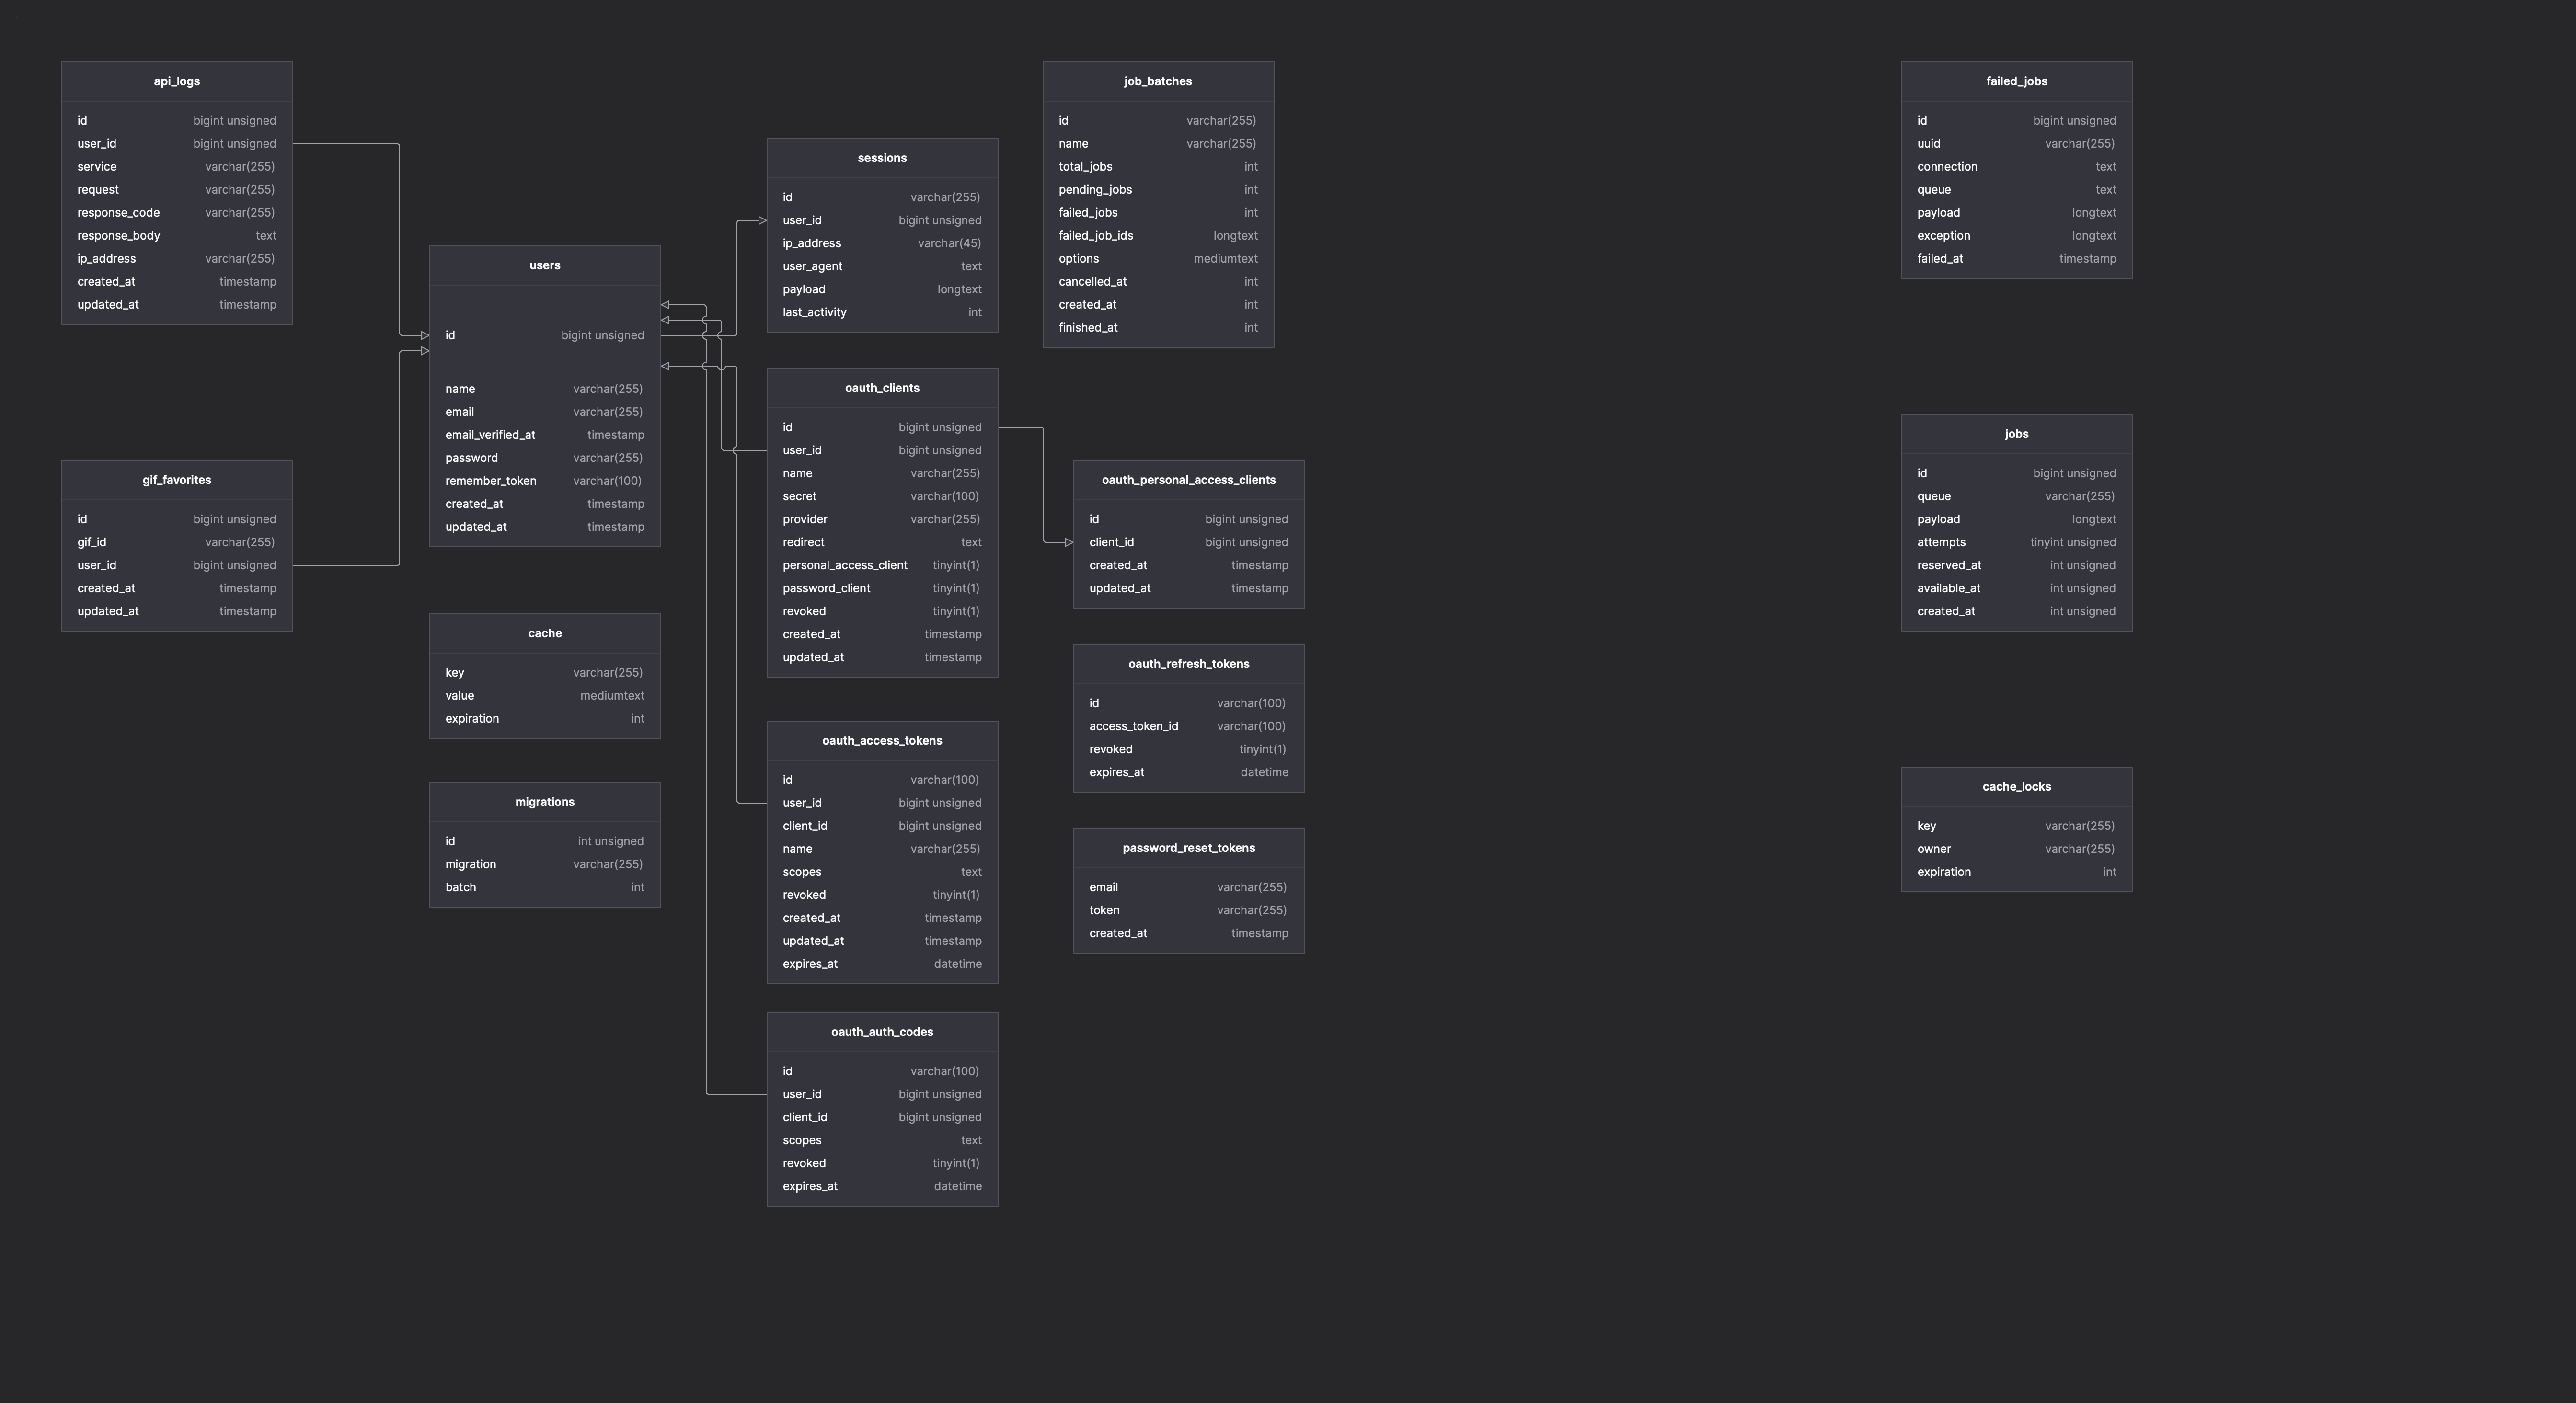 api_logs
id bigint unsigned
user_id bigint unsigned
service varchar(255)
request varchar(255)
response_code varchar(255)
response_body text
ip_address varchar(255)
created_at timestamp
updated_at timestamp
gif_favorites
id bigint unsigned
gif_id varchar(255)
user_id bigint unsigned
created_at timestamp
updated_at timestamp
users
id bigint unsigned
name varchar(255)
email varchar(255)
email_verified_at timestamp
password varchar(255)
remember_token varchar(100)
created_at timestamp
updated_at timestamp
cache
key varchar(255)
value mediumtext
expiration int
migrations
id int unsigned
migration varchar(255)
batch int
sessions
id varchar(255)
user_id bigint unsigned
ip_address varchar(45)
user_agent text
payload longtext
last_activity int
oauth_clients
id bigint unsigned
user_id bigint unsigned
name varchar(255)
secret varchar(100)
provider varchar(255)
redirect text
personal_access_client tinyint(1)
password_client tinyint(1)
revoked tinyint(1)
created_at timestamp
updated_at timestamp
oauth_access_tokens
id varchar(100)
user_id bigint unsigned
client_id bigint unsigned
name varchar(255)
scopes text
revoked tinyint(1)
created_at timestamp
updated_at timestamp
expires_at datetime
oauth_auth_codes
id varchar(100)
user_id bigint unsigned
client_id bigint unsigned
scopes text
revoked tinyint(1)
expires_at datetime
job_batches
id varchar(255)
name varchar(255)
total_jobs int
pending_jobs int
failed_jobs int
failed_job_ids longtext
options mediumtext
cancelled_at int
created_at int
finished_at int
oauth_personal_access_clients
id bigint unsigned
client_id bigint unsigned
created_at timestamp
updated_at timestamp
oauth_refresh_tokens
id varchar(100)
access_token_id varchar(100)
revoked tinyint(1)
expires_at datetime
password_reset_tokens
email varchar(255)
token varchar(255)
created_at timestamp
failed_jobs
id bigint unsigned
uuid varchar(255)
connection text
queue text
payload longtext
exception longtext
failed_at timestamp
jobs
id bigint unsigned
queue varchar(255)
payload longtext
attempts tinyint unsigned
reserved_at int unsigned
available_at int unsigned
created_at int unsigned
cache_locks
key varchar(255)
owner varchar(255)
expiration int